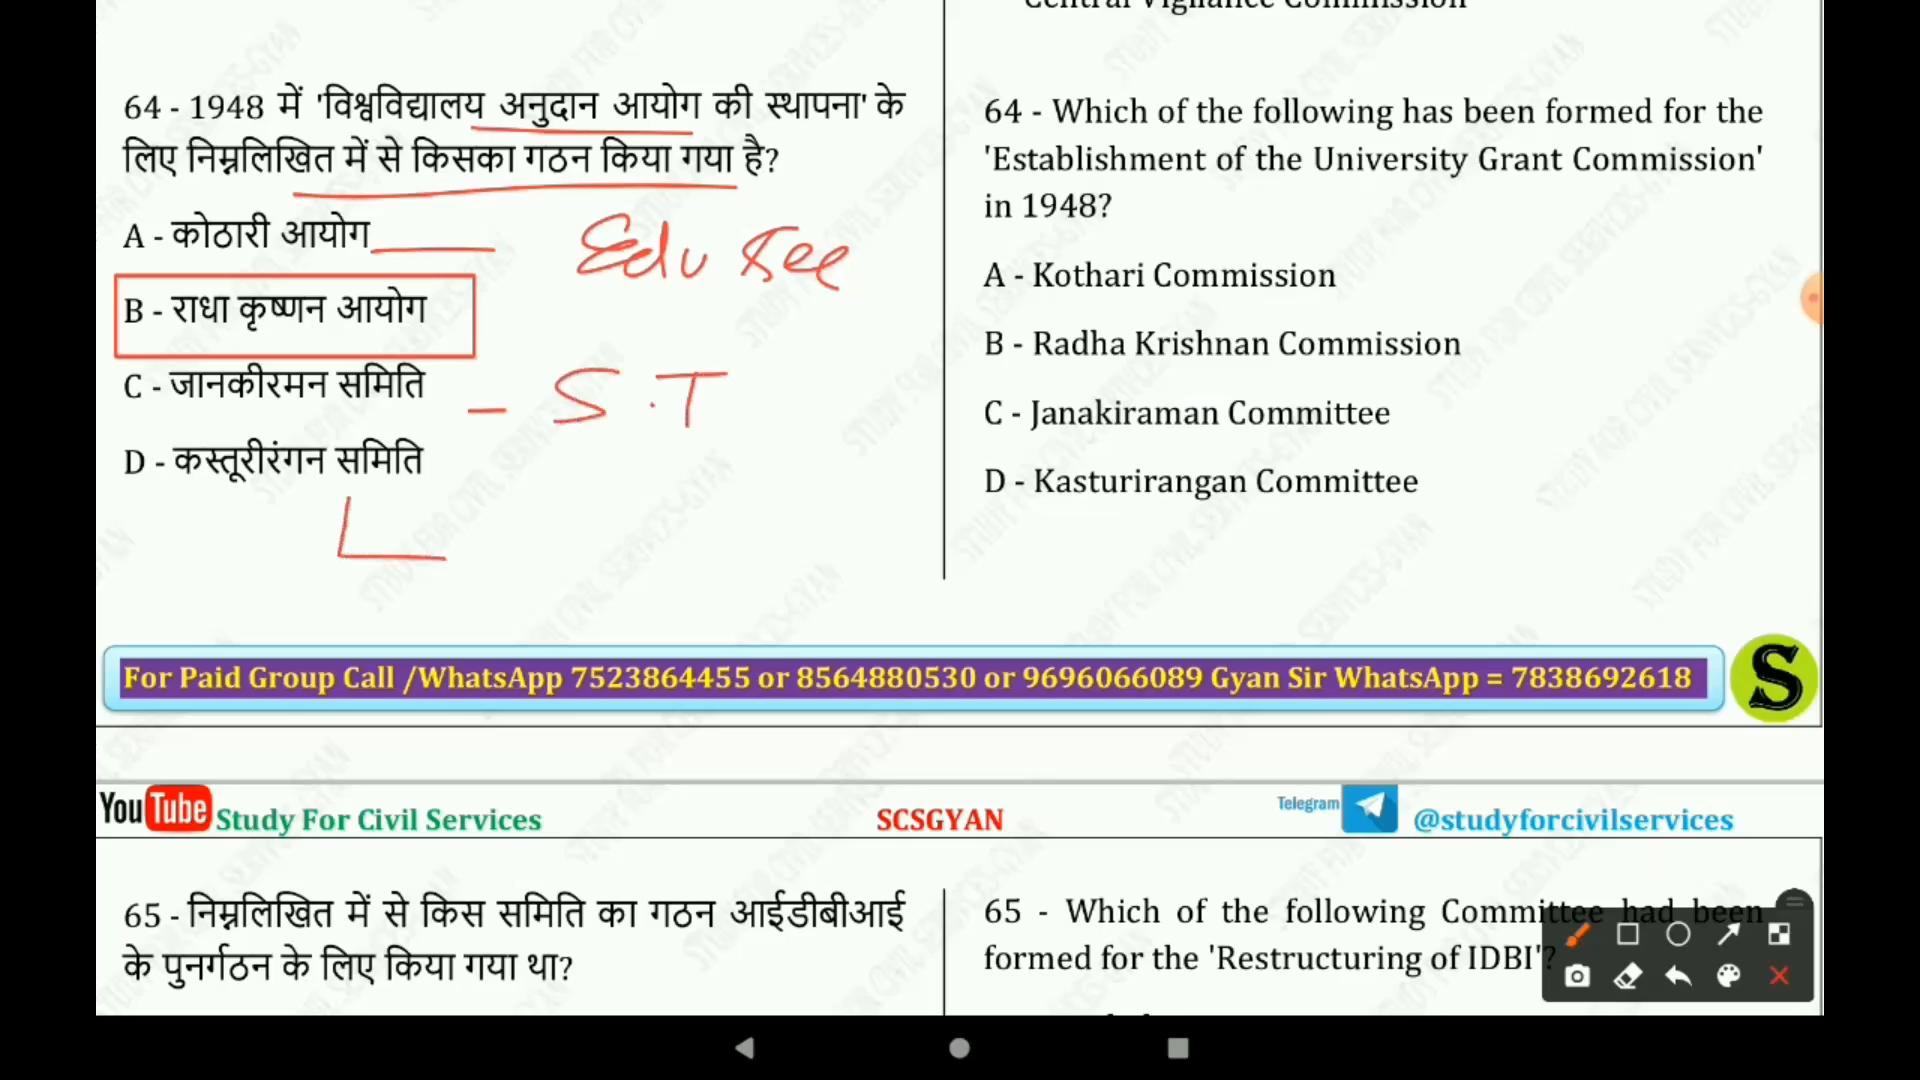 Central Vigilance Commission
64 - 1948 में 'विश्वविद्यालय अनुदान आयोग की स्थापना' के
लिए निम्नलिखित में से किसका गठन किया गया है?
A - कोठारी आयोग
B - राधा कृष्णन आयोग
C - जानकीरमन समिति
D - कस्तूरीरंगन समिति
Edu
- S.T
64 - Which of the following has been formed for the
'Establishment of the University Grant Commission'
in 1948?
A - Kothari Commission
B - Radha Krishnan Commission
C - Janakiraman Committee
D - Kasturirangan Committee
For Paid Group Call /WhatsApp 7523864455 or 8564880530 or 9696066089 Gyan Sir WhatsApp = 7838692618
S
YouTube Study For Civil Services
SCSGYAN
Telegram @studyforcivilservices
65 - निम्नलिखित में से किस समिति का गठन आईडीबीआई
के पुनर्गठन के लिए किया गया था?
65 - Which of the following Committee had been
formed for the 'Restructuring of IDBI'?